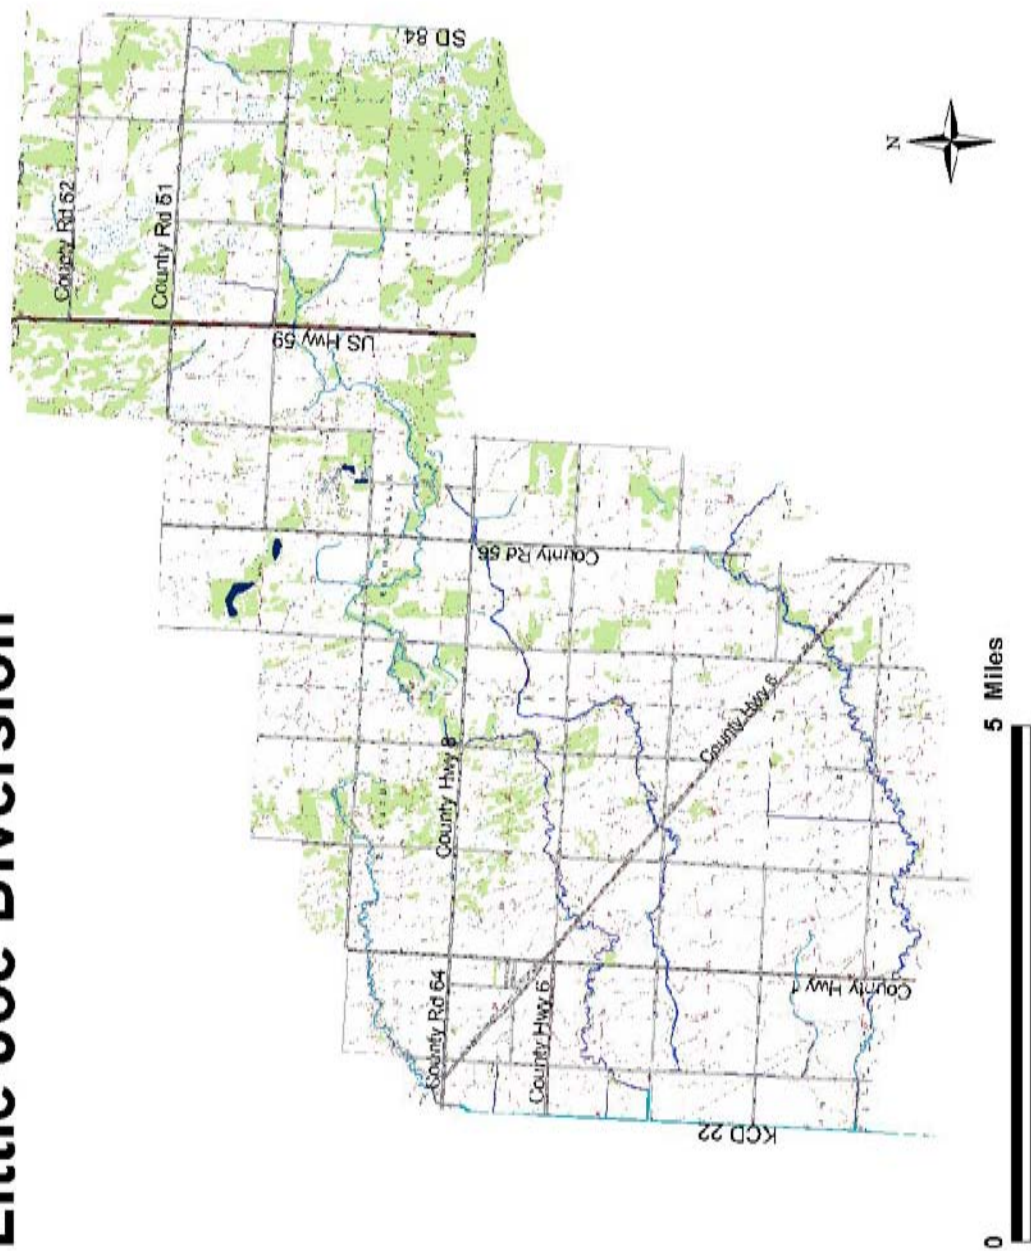 Little Joe Diversion
SD 84
County Rd 52
County Rd 51
US Hwy 59
N
County Rd 56
County Hwy 6
County Hwy 8
County Rd 64
County Hwy 6
County Hwy 1
KCD 22
0
5 Miles